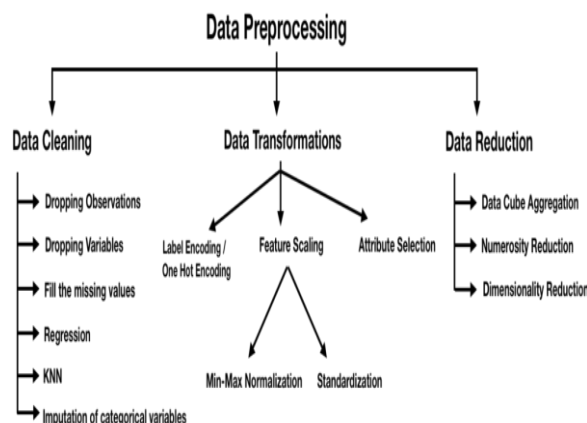 Data Preprocessing
Data Cleaning
Dropping Observations
Dropping Variables
Fill the missing values
Regression
KNN
Imputation of categorical variables
Data Transformations
Label Encoding /
One Hot Encoding
Feature Scaling
Attribute Selection
Min-Max Normalization
Standardization
Data Reduction
Data Cube Aggregation
Numerosity Reduction
Dimensionality Reduction